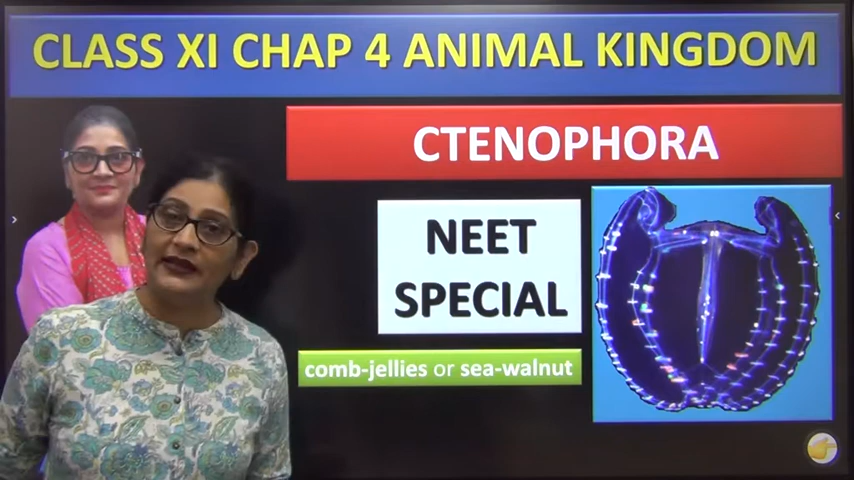 CLASS XI CHAP 4 ANIMAL KINGDOM
CTENOPHORA
NEET
SPECIAL
comb-jellies or sea-walnut